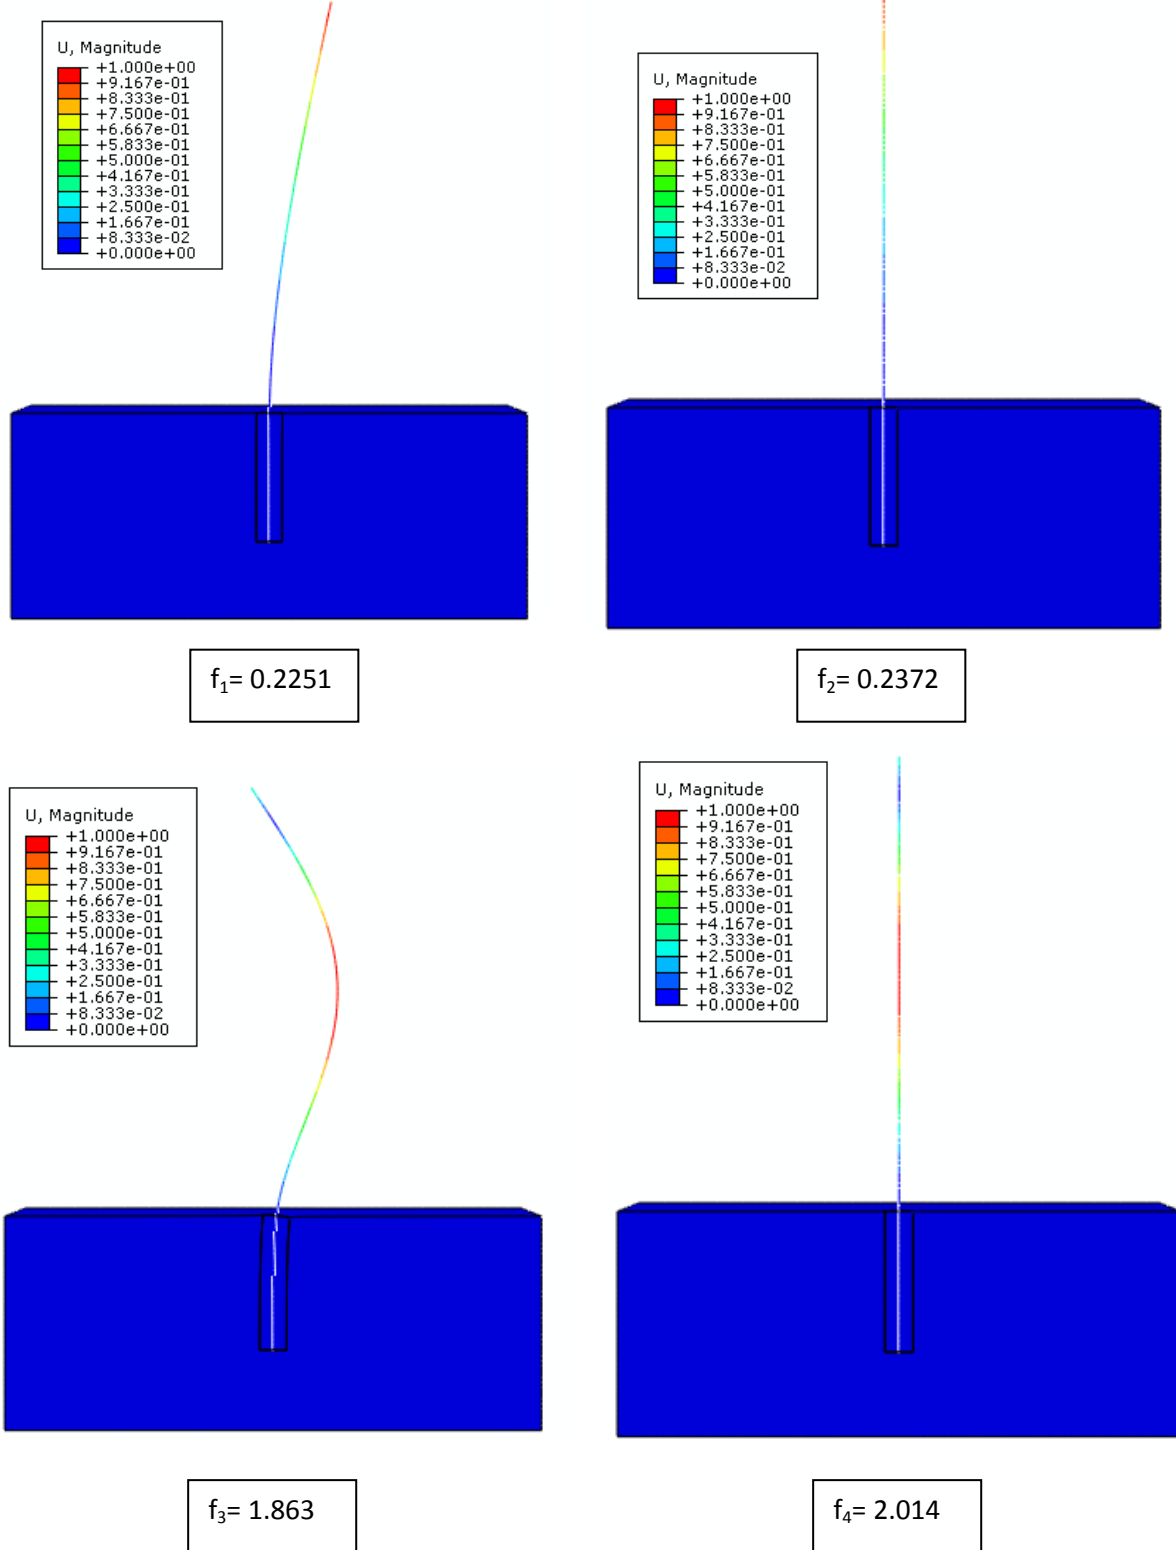 U, Magnitude
+1.000e+00
+9.167e-01
+8.333e-01
+7.500e-01
+6.667e-01
+5.833e-01
+5.000e-01
+4.167e-01
+3.333e-01
+2.500e-01
+1.667e-01
+8.333e-02
+0.000e+00
U, Magnitude
+1.000e+00
+9.167e-01
+8.333e-01
+7.500e-01
+6.667e-01
+5.833e-01
+5.000e-01
+4.167e-01
+3.333e-01
+2.500e-01
+1.667e-01
+8.333e-02
+0.000e+00
f₁= 0.2251
f₂= 0.2372
U, Magnitude
+1.000e+00
+9.167e-01
+8.333e-01
+7.500e-01
+6.667e-01
+5.833e-01
+5.000e-01
+4.167e-01
+3.333e-01
+2.500e-01
+1.667e-01
+8.333e-02
+0.000e+00
U, Magnitude
+1.000e+00
+9.167e-01
+8.333e-01
+7.500e-01
+6.667e-01
+5.833e-01
+5.000e-01
+4.167e-01
+3.333e-01
+2.500e-01
+1.667e-01
+8.333e-02
+0.000e+00
f₃= 1.863
f₄= 2.014